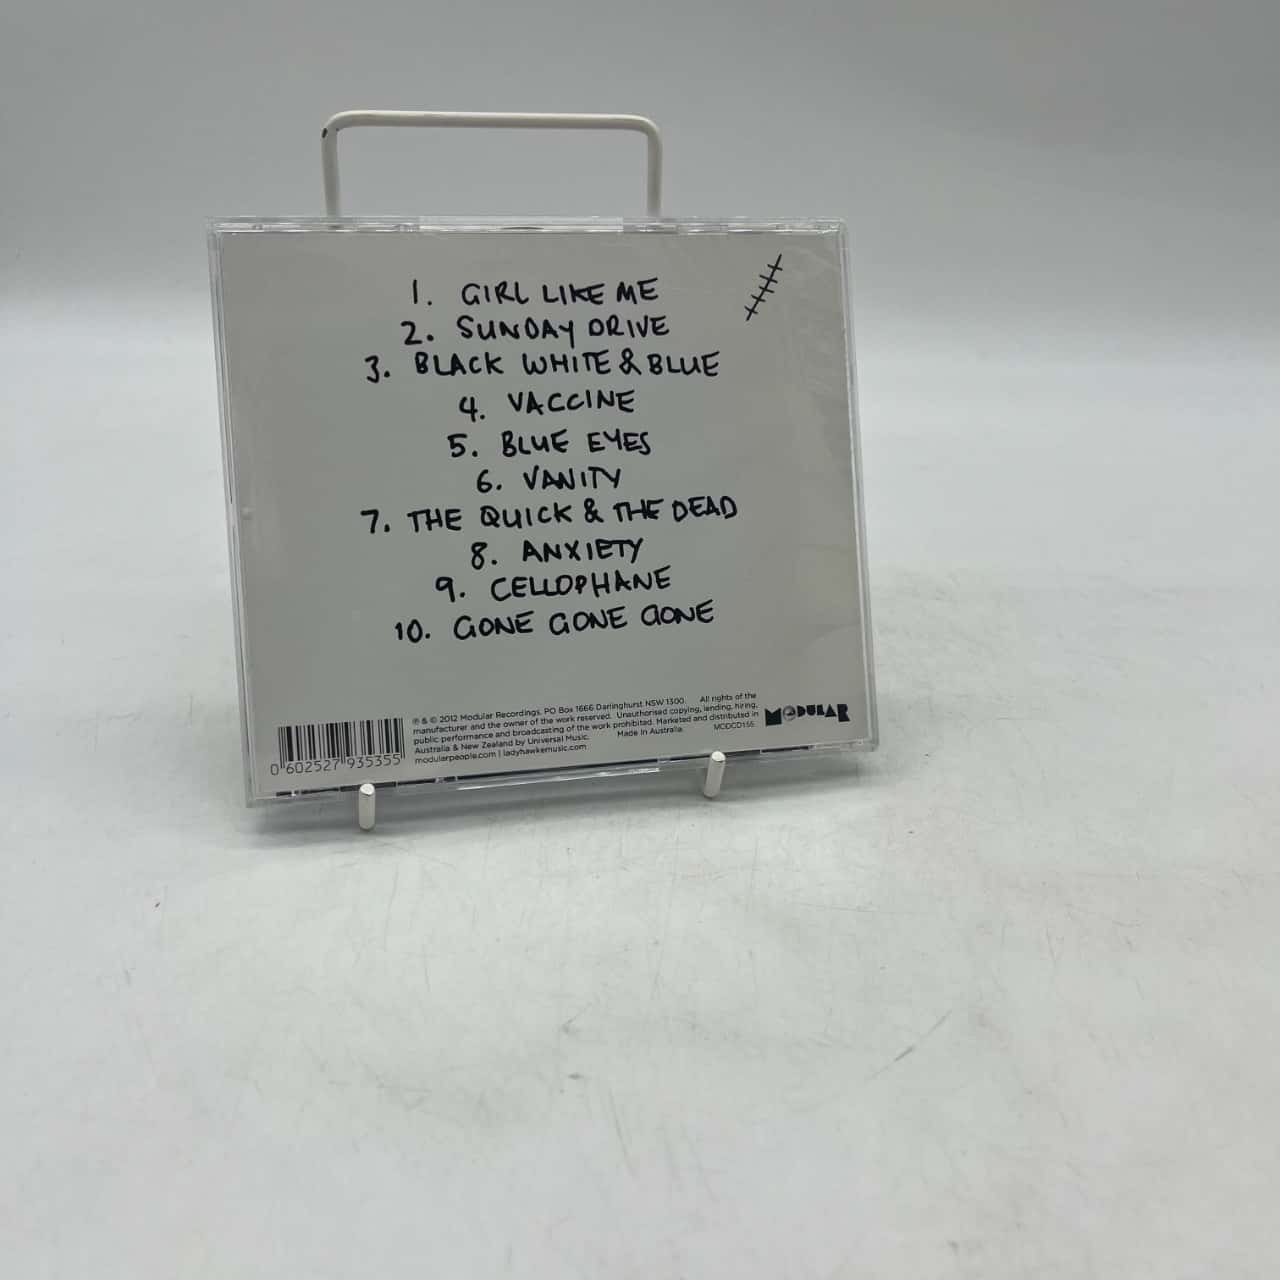 1. GIRL LIKE ME
2. SUNDAY DRIVE
3. BLACK WHITE & BLUE
4. VACCINE
5. BLUE EYES
6. VANITY
7. THE QUICK & THE DEAD
8. ANXIETY
9. CELLOPHANE
10. GONE GONE GONE
℗ & © 2012 Modular Recordings. PO Box 1666 Darlinghurst NSW 1300. All rights of the
manufacturer and the owner of the work reserved. Unauthorised copying, lending, hiring,
public performance and broadcasting of the work prohibited. Marketed and distributed in
Australia & New Zealand by Universal Music. Made In Australia. MODCD155
modularpeople.com | ladyhawkemusic.com
MODULAR
0 602527 935355